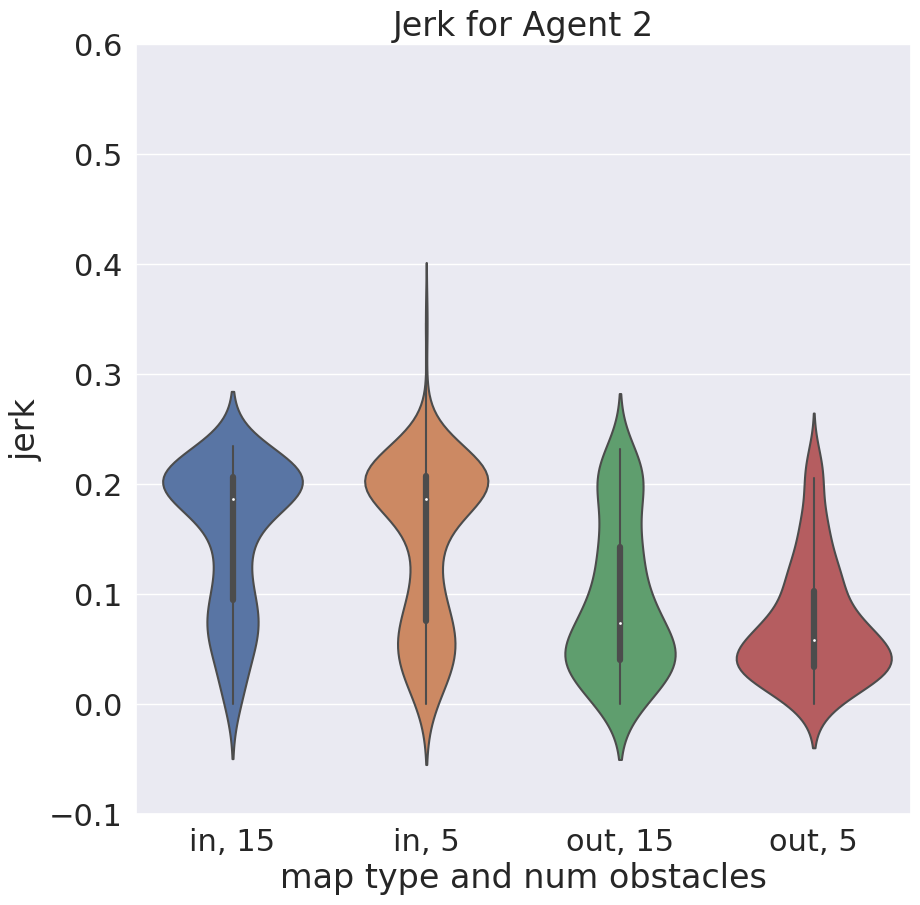 Jerk for Agent 2
0.6
0.5
0.4
0.3
0.2
0.1
0.0
−0.1
jerk
in, 15
in, 5
out, 15
out, 5
map type and num obstacles